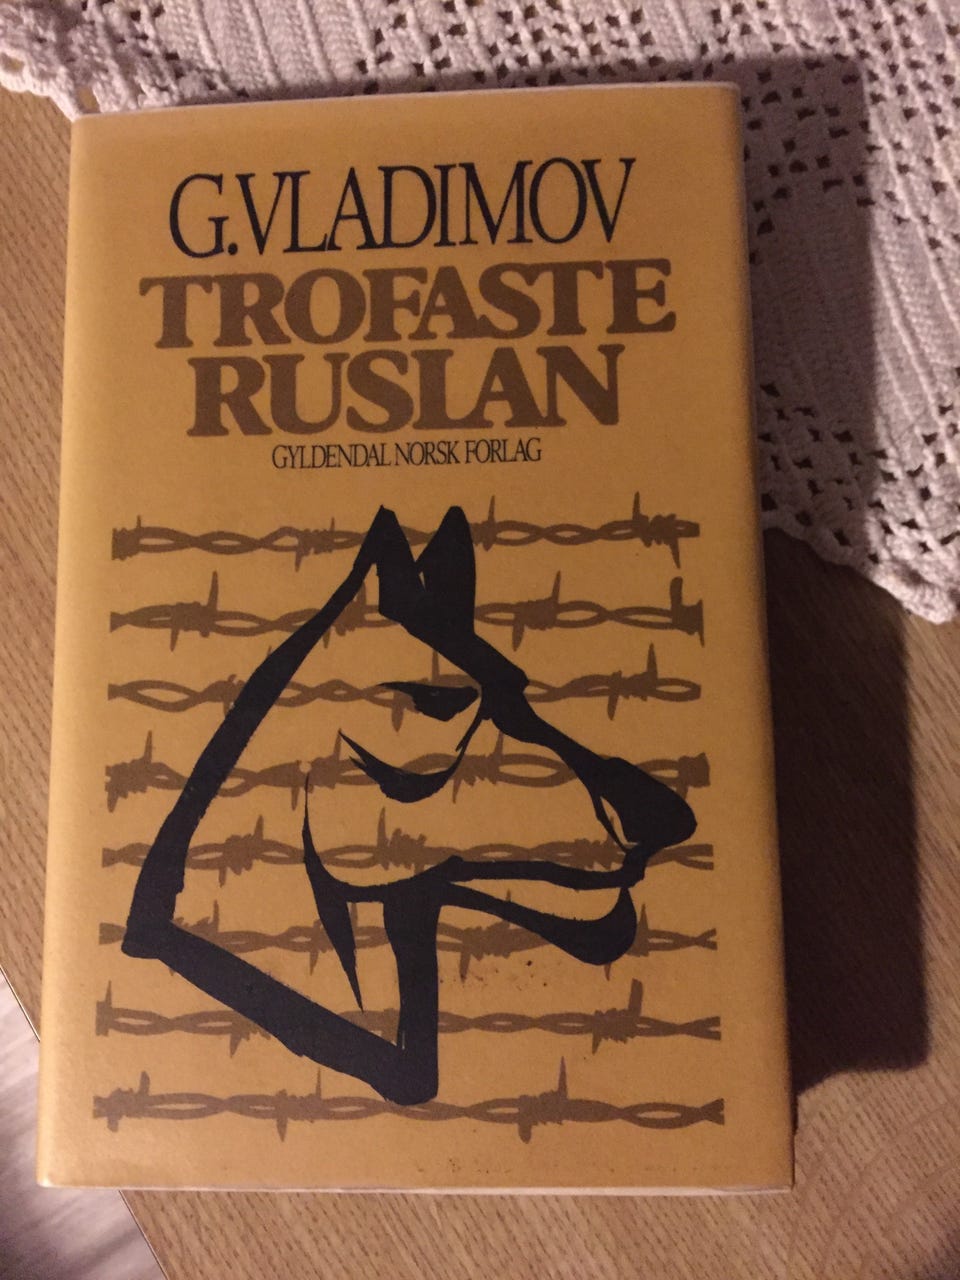 G.VLADIMOV
TROFASTE
RUSLAN
GYLDENDAL NORSK FORLAG